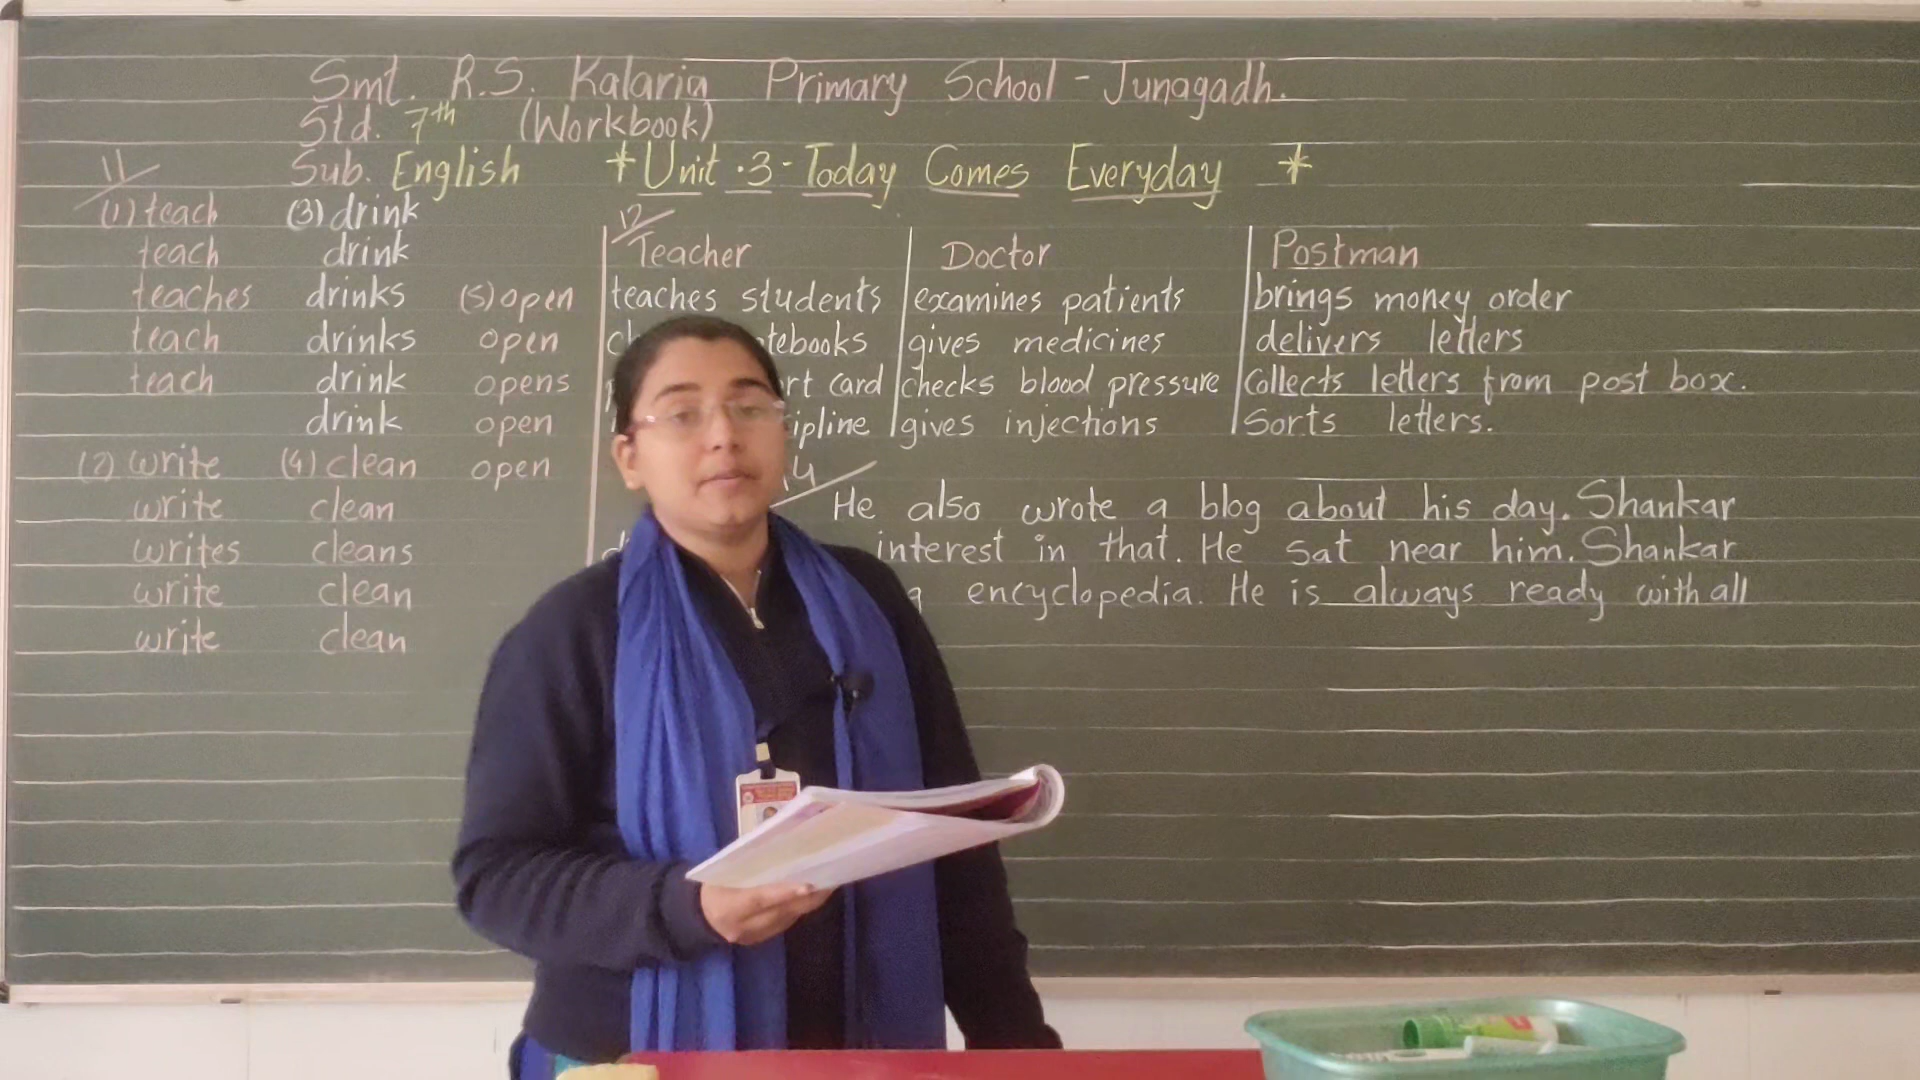 Smt. R.S. Kalaria Primary School - Junagadh.
Std. 7th (Workbook)
Sub. English *Unit.3- Today Comes Everyday *
11
(1) teach (3) drink
teach drink
teaches drinks (5) open
teach drinks open
teach drink opens
drink open
(2) write (4) clean open
write clean
writes cleans
write clean
write clean
12
Teacher Doctor Postman
teaches students examines patients brings money order
gives medicines delivers letters
card checks blood pressure collects letters from post box.
gives injections Sorts letters.
14
He also wrote a blog about his day. Shankar
interest in that. He sat near him. Shankar
encyclopedia. He is always ready with all